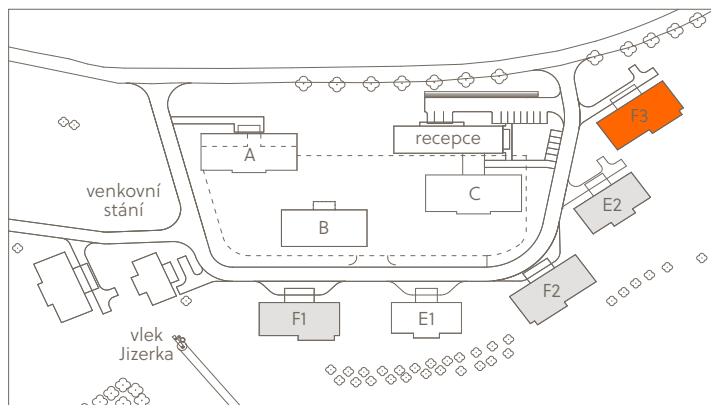 F3
recepce
A
C
venkovní
stání
E2
B
F2
F1
E1
vlek
Jizerka